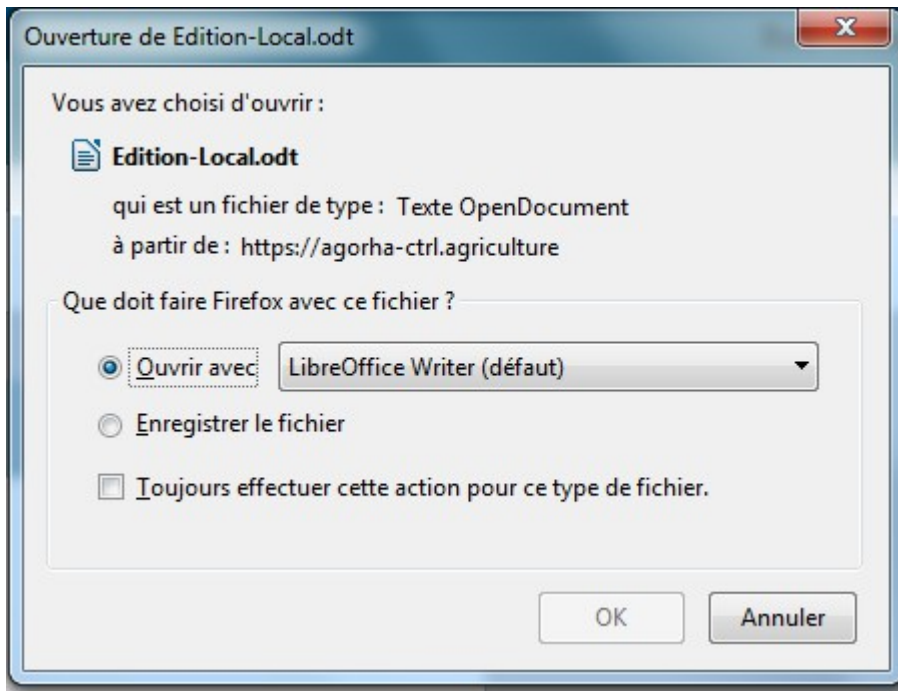 Ouverture de Edition-Local.odt
Vous avez choisi d'ouvrir :
Edition-Local.odt
qui est un fichier de type : Texte OpenDocument
à partir de : https://agorha-ctrl.agriculture
Que doit faire Firefox avec ce fichier ?
Ouvrir avec LibreOffice Writer (défaut)
Enregistrer le fichier
Toujours effectuer cette action pour ce type de fichier.
OK Annuler